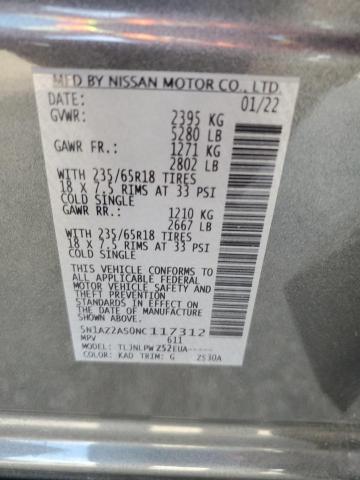 MFD BY NISSAN MOTOR CO., LTD.
DATE: 01/22
GVWR: 2395 KG
5280 LB
GAWR FR.: 1271 KG
2802 LB
WITH 235/65R18 TIRES
18 X 7.5 RIMS AT 33 PSI
COLD SINGLE
GAWR RR.: 1210 KG
2667 LB
WITH 235/65R18 TIRES
18 X 7.5 RIMS AT 33 PSI
COLD SINGLE
THIS VEHICLE CONFORMS TO
ALL APPLICABLE FEDERAL
MOTOR VEHICLE SAFETY
AND THEFT PREVENTION
STANDARDS IN EFFECT ON
THE DATE OF MANUFACTURE
SHOWN ABOVE.
5N1AZ2AS0NC117312
MPV 611
MODEL: TLJNLPWZ52EUA-----
COLOR: KAD TRIM: G ZS30A